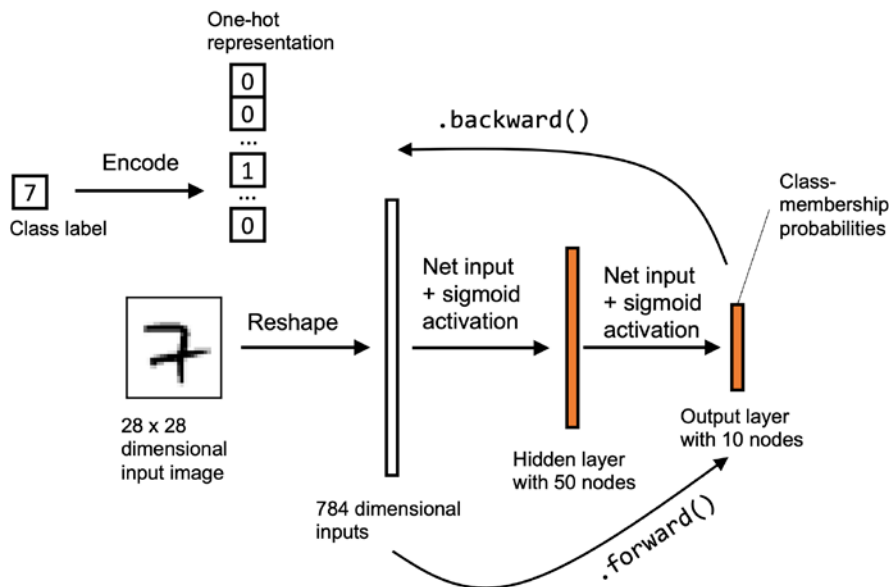 One-hot
representation
0
0
...
1
...
0
Encode
7
Class label
.backward()
Class-
membership
probabilities
Net input
+ sigmoid
activation
Net input
+ sigmoid
activation
Reshape
28 x 28
dimensional
input image
784 dimensional
inputs
Hidden layer
with 50 nodes
Output layer
with 10 nodes
.forward()